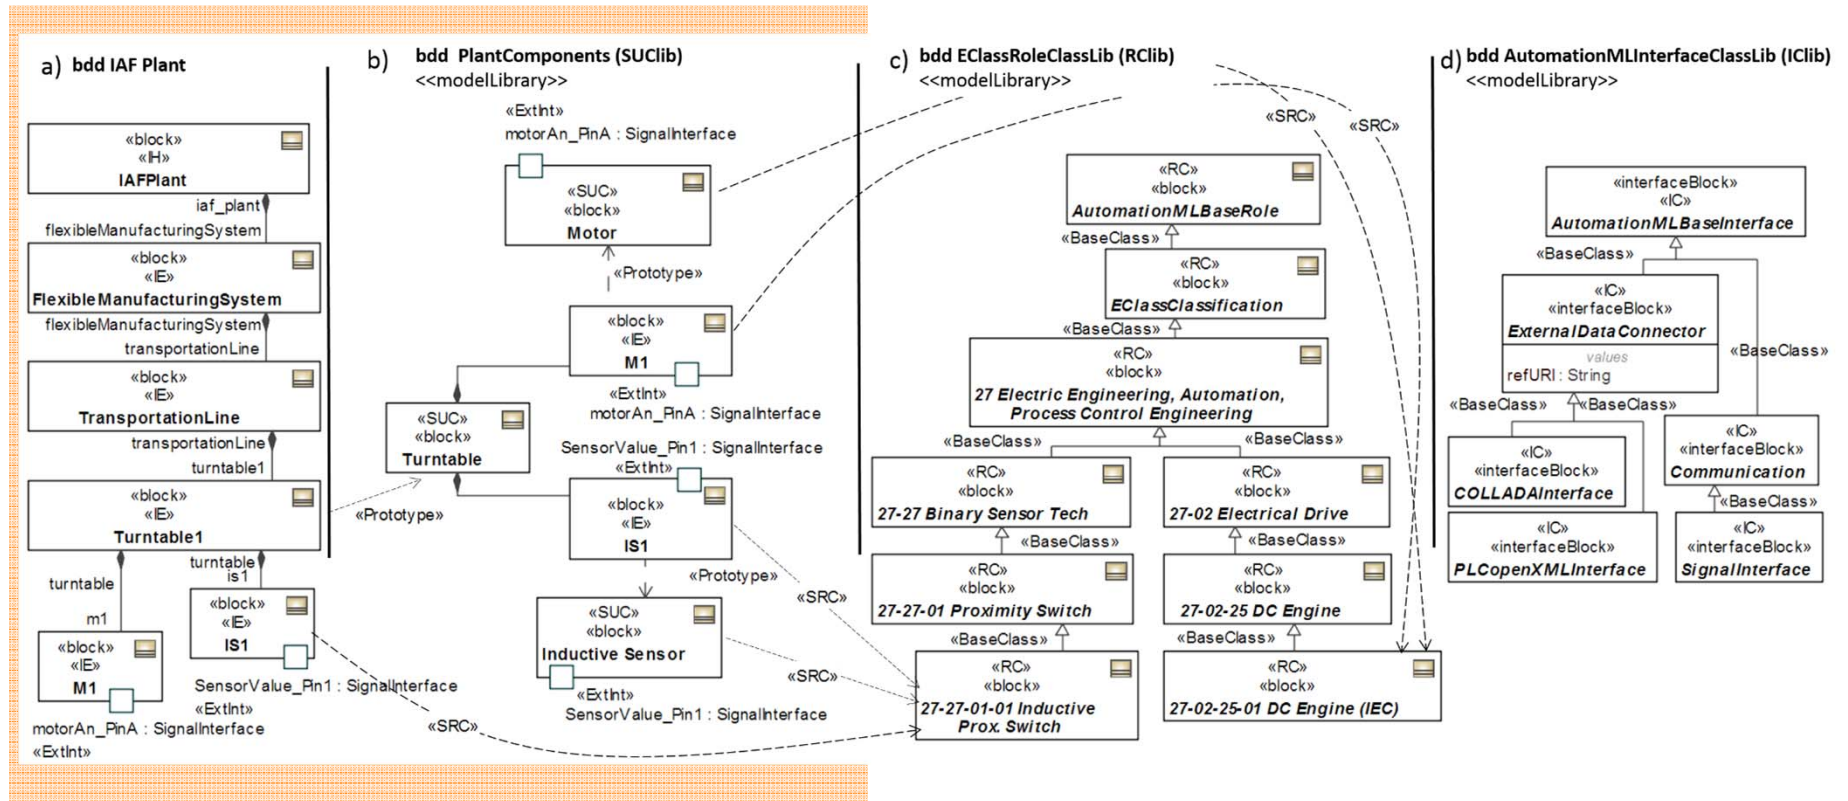 a) bdd IAF Plant
«block»
«IH»
IAFPlant
iaf_plant
flexibleManufacturingSystem
«block»
«IE»
FlexibleManufacturingSystem
flexibleManufacturingSystem
transportationLine
«block»
«IE»
TransportationLine
transportationLine
turntable1
«block»
«IE»
Turntable1
turntable
m1
turntable
is1
«block»
«IE»
M1
motorAn_PinA : SignalInterface
«ExtInt»
«block»
«IE»
IS1
SensorValue_Pin1 : SignalInterface
«ExtInt»
«SRC»
«Prototype»
b) bdd PlantComponents (SUClib)
<<modelLibrary>>
«ExtInt»
motorAn_PinA : SignalInterface
«SUC»
«block»
Motor
«Prototype»
«block»
«IE»
M1
«ExtInt»
motorAn_PinA : SignalInterface
«SUC»
«block»
Turntable
SensorValue_Pin1 : SignalInterface
«ExtInt»
«block»
«IE»
IS1
«Prototype»
«SRC»
«SUC»
«block»
Inductive Sensor
«SRC»
«ExtInt»
SensorValue_Pin1 : SignalInterface
c) bdd EClassRoleClassLib (RClib)
<<modelLibrary>>
«SRC»
«SRC»
«RC»
«block»
AutomationMLBaseRole
«BaseClass»
«RC»
«block»
EClassClassification
«BaseClass»
«RC»
«block»
27 Electric Engineering, Automation,
Process Control Engineering
«BaseClass»
«BaseClass»
«RC»
«block»
27-27 Binary Sensor Tech
«BaseClass»
«RC»
«block»
27-27-01 Proximity Switch
«BaseClass»
«RC»
«block»
27-27-01-01 Inductive
Prox. Switch
«RC»
«block»
27-02 Electrical Drive
«BaseClass»
«RC»
«block»
27-02-25 DC Engine
«BaseClass»
«RC»
«block»
27-02-25-01 DC Engine (IEC)
d) bdd AutomationMLInterfaceClassLib (IClib)
<<modelLibrary>>
«interfaceBlock»
«IC»
AutomationMLBaseInterface
«BaseClass»
«IC»
«interfaceBlock»
ExternalDataConnector
values
refURI : String
«BaseClass»
«BaseClass»
«BaseClass»
«IC»
«interfaceBlock»
COLLADAInterface
«IC»
«interfaceBlock»
Communication
«BaseClass»
«IC»
«interfaceBlock»
PLCopenXMLInterface
«IC»
«interfaceBlock»
SignalInterface